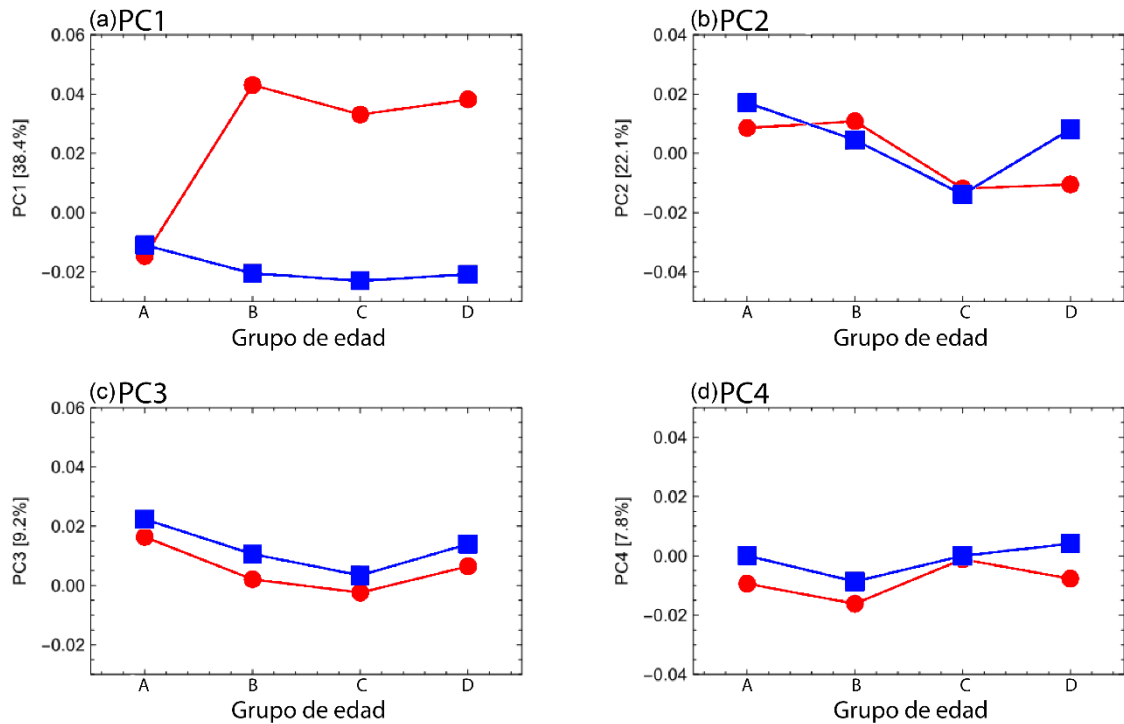 (a)PC1
0.06
0.04
0.02
0.00
−0.02
PC1 [38.4%]
A B C D
Grupo de edad
(b)PC2
0.04
0.02
0.00
−0.02
−0.04
PC2 [22.1%]
A B C D
Grupo de edad
(c)PC3
0.06
0.04
0.02
0.00
−0.02
PC3 [9.2%]
A B C D
Grupo de edad
(d)PC4
0.04
0.02
0.00
−0.02
−0.04
PC4 [7.8%]
A B C D
Grupo de edad